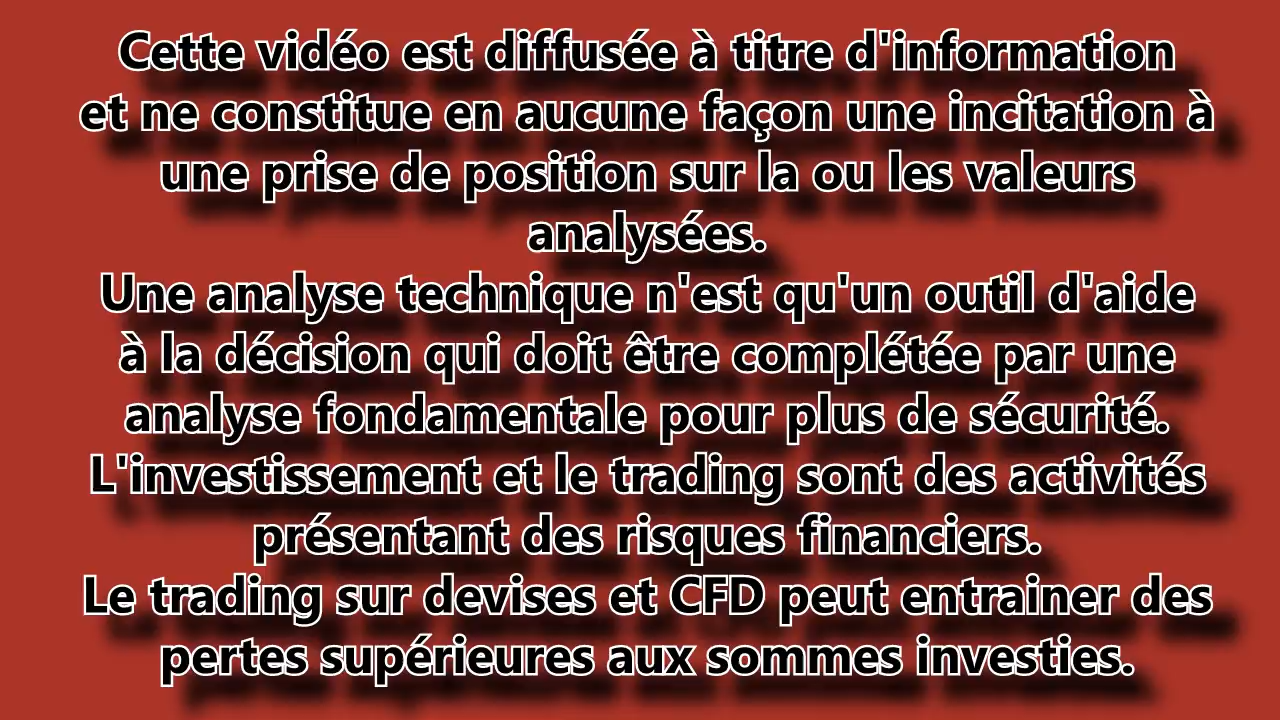 Cette vidéo est diffusée à titre d'information
et ne constitue en aucune façon une incitation à
une prise de position sur la ou les valeurs
analysées.
Une analyse technique n'est qu'un outil d'aide
à la décision qui doit être complétée par une
analyse fondamentale pour plus de sécurité.
L'investissement et le trading sont des activités
présentant des risques financiers.
Le trading sur devises et CFD peut entrainer des
pertes supérieures aux sommes investies.